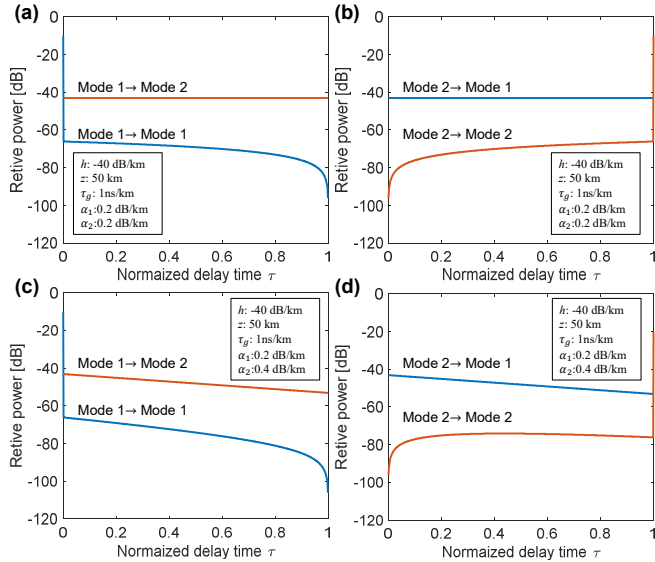 (a)
Retive power [dB]
0
-20
-40
-60
-80
-100
-120
Mode 1→ Mode 2
Mode 1→ Mode 1
h: -40 dB/km
z: 50 km
τg: 1ns/km
α1:0.2 dB/km
α2:0.2 dB/km
0 0.2 0.4 0.6 0.8 1
Normaized delay time τ
(b)
Retive power [dB]
0
-20
-40
-60
-80
-100
-120
Mode 2→ Mode 1
Mode 2→ Mode 2
h: -40 dB/km
z: 50 km
τg: 1ns/km
α1:0.2 dB/km
α2:0.2 dB/km
0 0.2 0.4 0.6 0.8 1
Normaized delay time τ
(c)
Retive power [dB]
0
-20
-40
-60
-80
-100
-120
h: -40 dB/km
z: 50 km
τg: 1ns/km
α1:0.2 dB/km
α2:0.4 dB/km
Mode 1→ Mode 2
Mode 1→ Mode 1
0 0.2 0.4 0.6 0.8 1
Normaized delay time τ
(d)
Retive power [dB]
0
-20
-40
-60
-80
-100
-120
h: -40 dB/km
z: 50 km
τg: 1ns/km
α1:0.2 dB/km
α2:0.4 dB/km
Mode 2→ Mode 1
Mode 2→ Mode 2
0 0.2 0.4 0.6 0.8 1
Normaized delay time τ